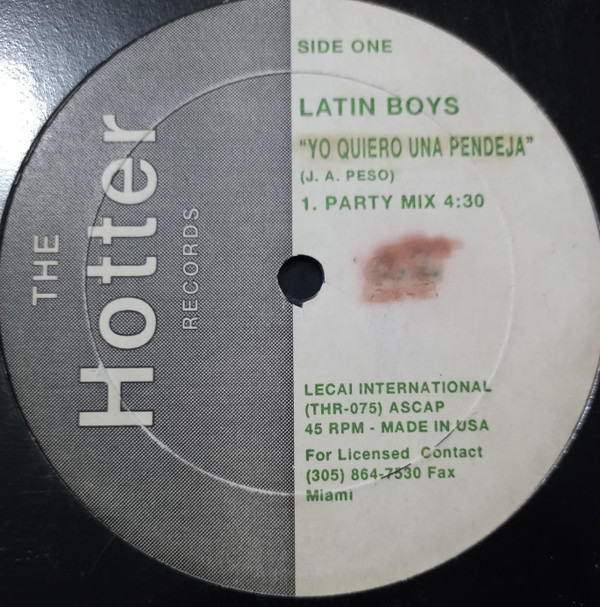 THE
Hotter
RECORDS
SIDE ONE
LATIN BOYS
"YO QUIERO UNA PENDEJA"
(J. A. PESO)
1. PARTY MIX 4:30
LECAI INTERNATIONAL
(THR-075) ASCAP
45 RPM - MADE IN USA
For Licensed Contact
(305) 864-7530 Fax
Miami